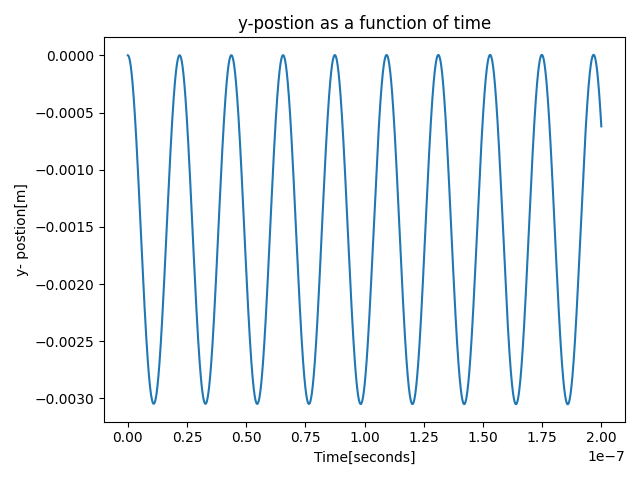 y-postion as a function of time
0.0000
−0.0005
−0.0010
−0.0015
−0.0020
−0.0025
−0.0030
y- postion[m]
0.00 0.25 0.50 0.75 1.00 1.25 1.50 1.75 2.00
1e−7
Time[seconds]